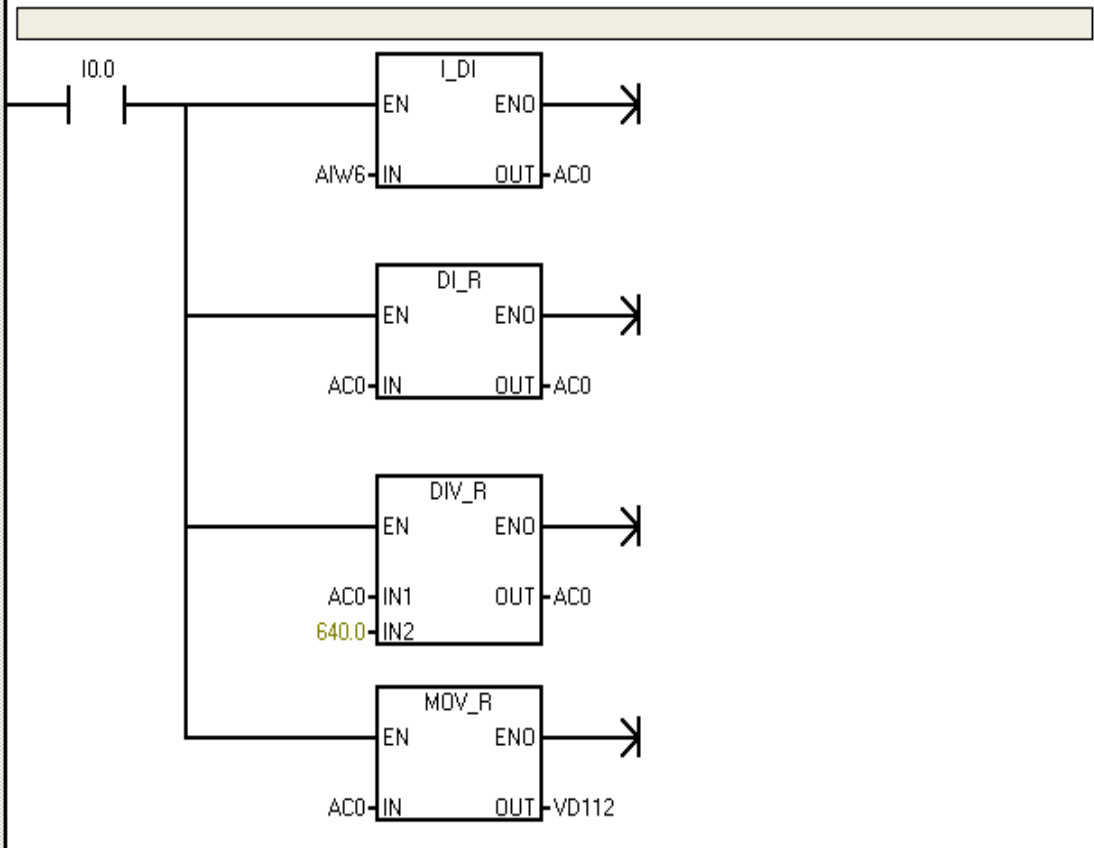 I0.0
I_DI
EN ENO
AIW6 IN OUT AC0
DI_R
EN ENO
AC0 IN OUT AC0
DIV_R
EN ENO
AC0 IN1 OUT AC0
640.0 IN2
MOV_R
EN ENO
AC0 IN OUT VD112